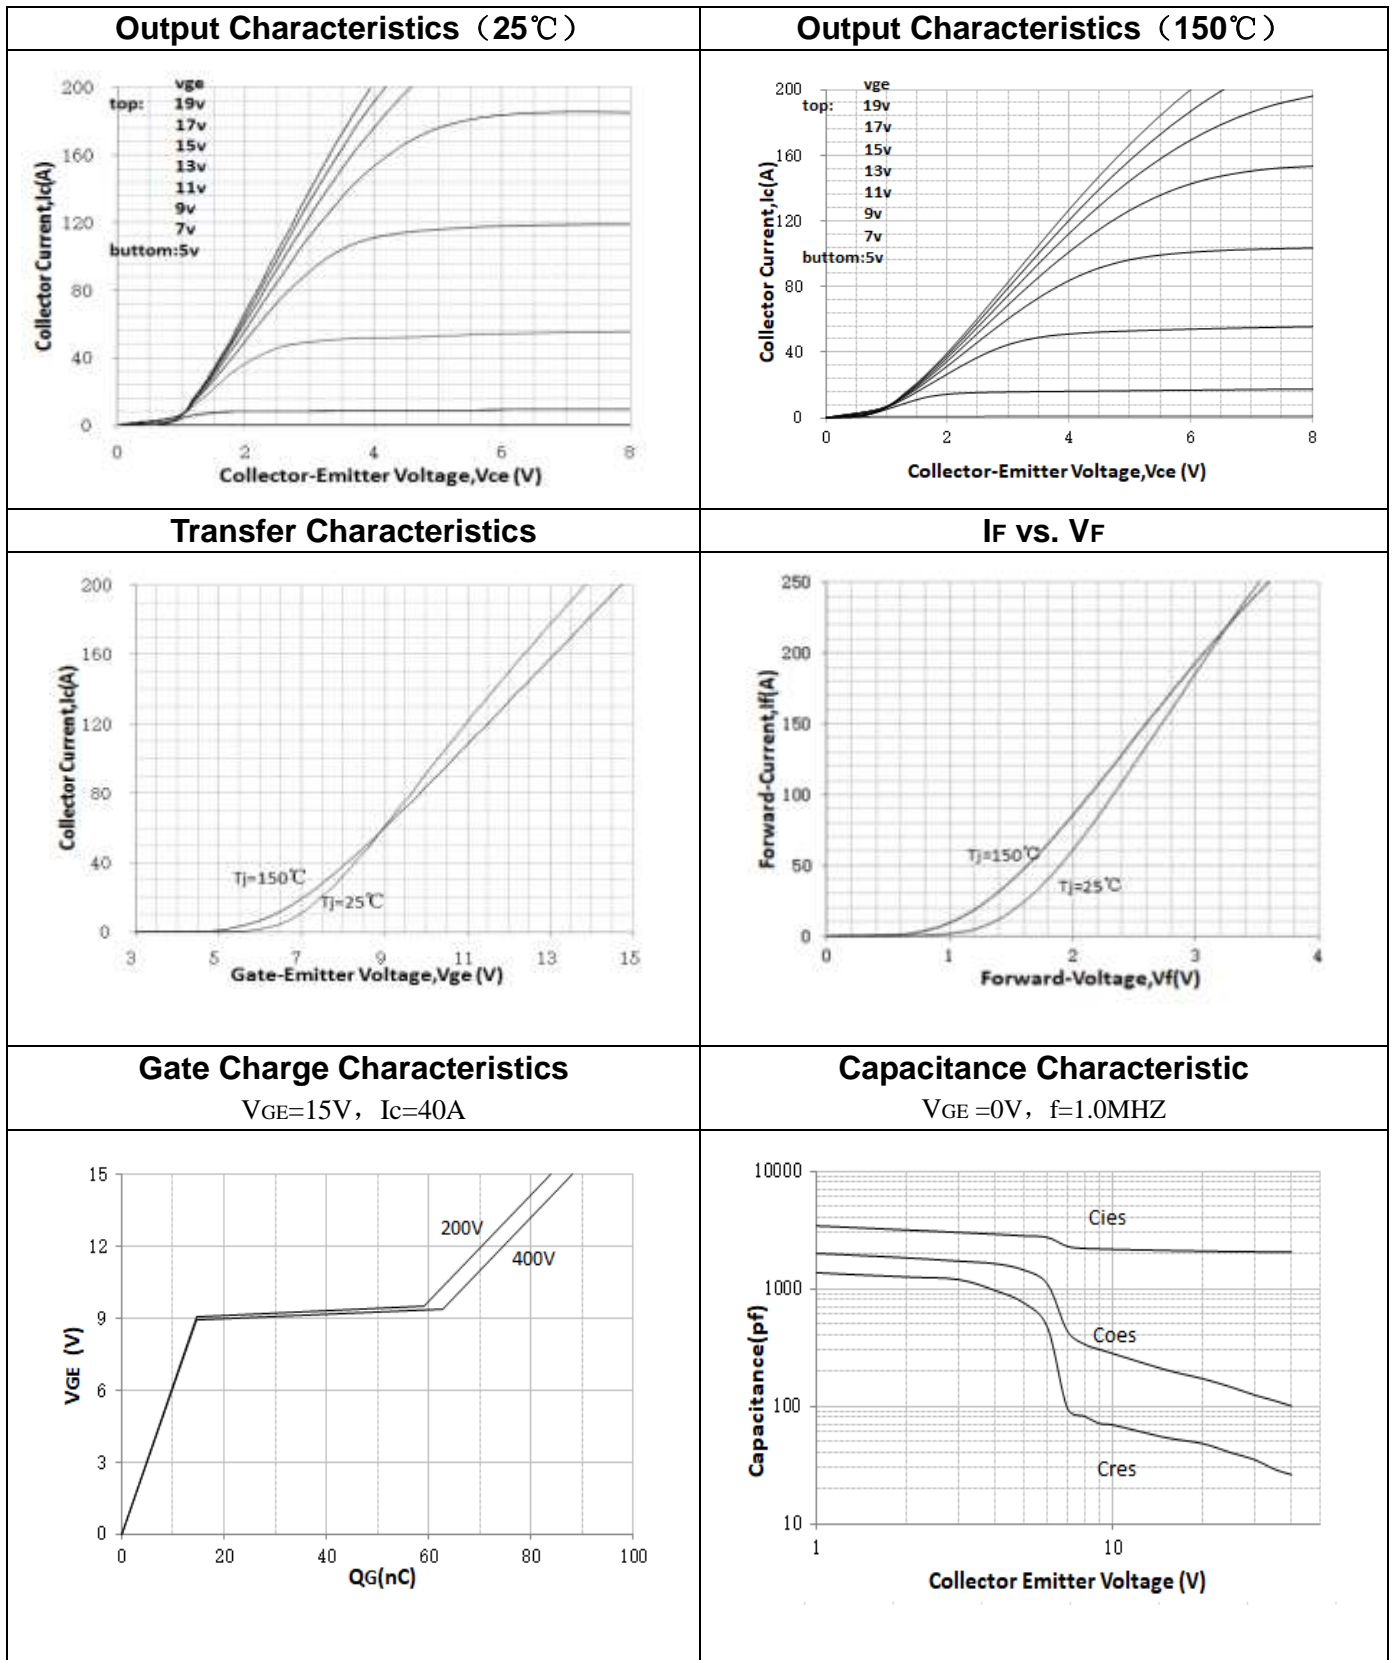 Output Characteristics（25℃）
200
160
120
80
40
0
0 2 4 6 8
vge
top: 19v
17v
15v
13v
11v
9v
7v
buttom:5v
Collector Current,Ic(A)
Collector-Emitter Voltage,Vce (V)
Output Characteristics（150℃）
200
160
120
80
40
0
0 2 4 6 8
vge
top: 19v
17v
15v
13v
11v
9v
7v
buttom:5v
Collector Current,Ic(A)
Collector-Emitter Voltage,Vce (V)
Transfer Characteristics
200
160
120
80
40
0
3 5 7 9 11 13 15
Tj=150℃
Tj=25℃
Collector Current,Ic(A)
Gate-Emitter Voltage,Vge (V)
IF vs. VF
250
200
150
100
50
0
0 1 2 3 4
Tj=150℃
Tj=25℃
Forward-Current,If(A)
Forward-Voltage,Vf(V)
Gate Charge Characteristics
VGE=15V，Ic=40A
15
12
9
6
3
0
0 20 40 60 80 100
200V
400V
VGE (V)
QG(nC)
Capacitance Characteristic
VGE =0V，f=1.0MHZ
10000
1000
100
10
1 10
Cies
Coes
Cres
Capacitance(pf)
Collector Emitter Voltage (V)